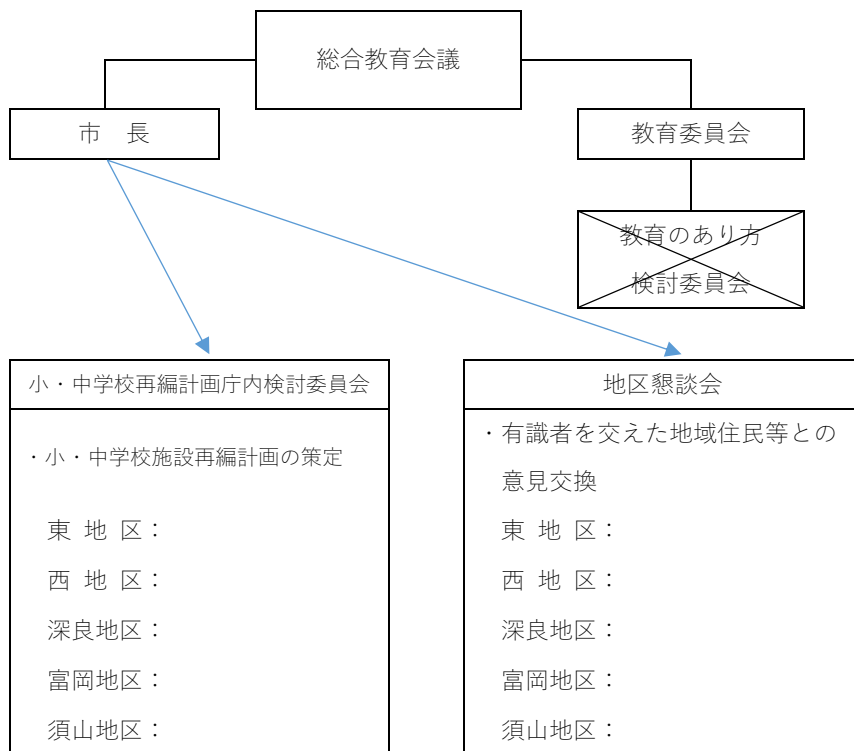 総合教育会議
市　長
教育委員会
教育のあり方
検討委員会
小・中学校再編計画庁内検討委員会
・小・中学校施設再編計画の策定
東 地 区：
西 地 区：
深良地区：
富岡地区：
須山地区：
地区懇談会
・有識者を交えた地域住民等との
意見交換
東 地 区：
西 地 区：
深良地区：
富岡地区：
須山地区：